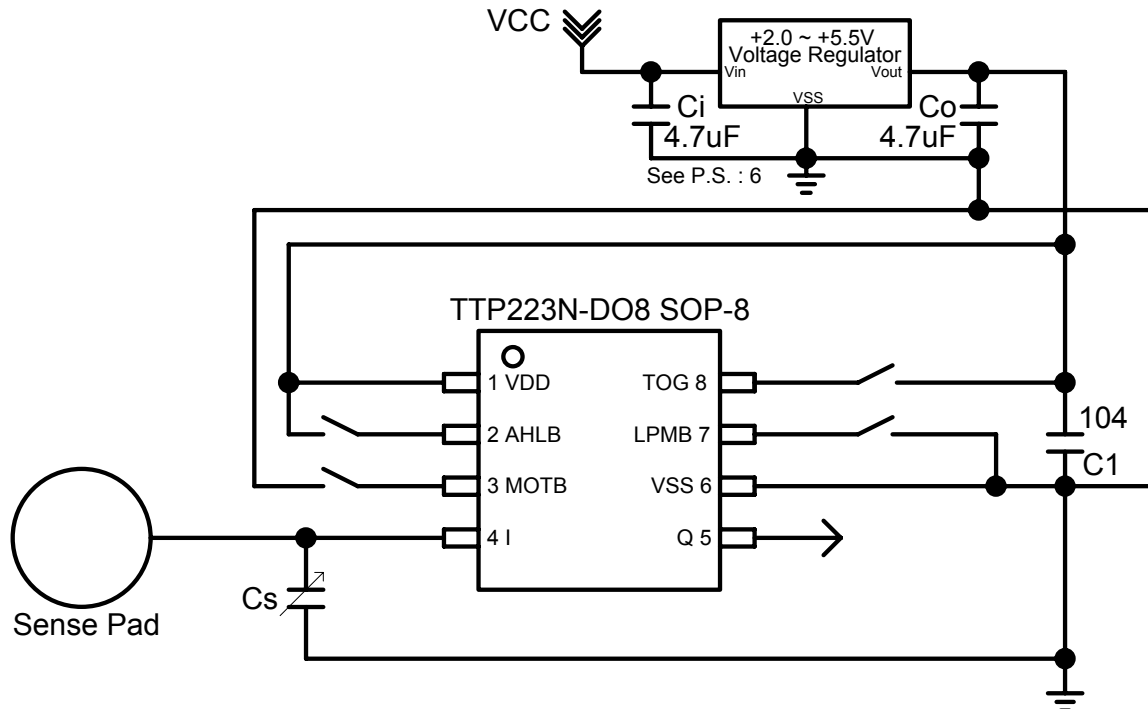 VCC
+2.0 ~ +5.5V
Voltage Regulator
Vin
Vout
VSS
Ci
4.7uF
Co
4.7uF
See P.S. : 6
TTP223N-DO8 SOP-8
1 VDD
TOG 8
2 AHLB
LPMB 7
3 MOTB
VSS 6
4 I
Q 5
104
C1
Cs
Sense Pad